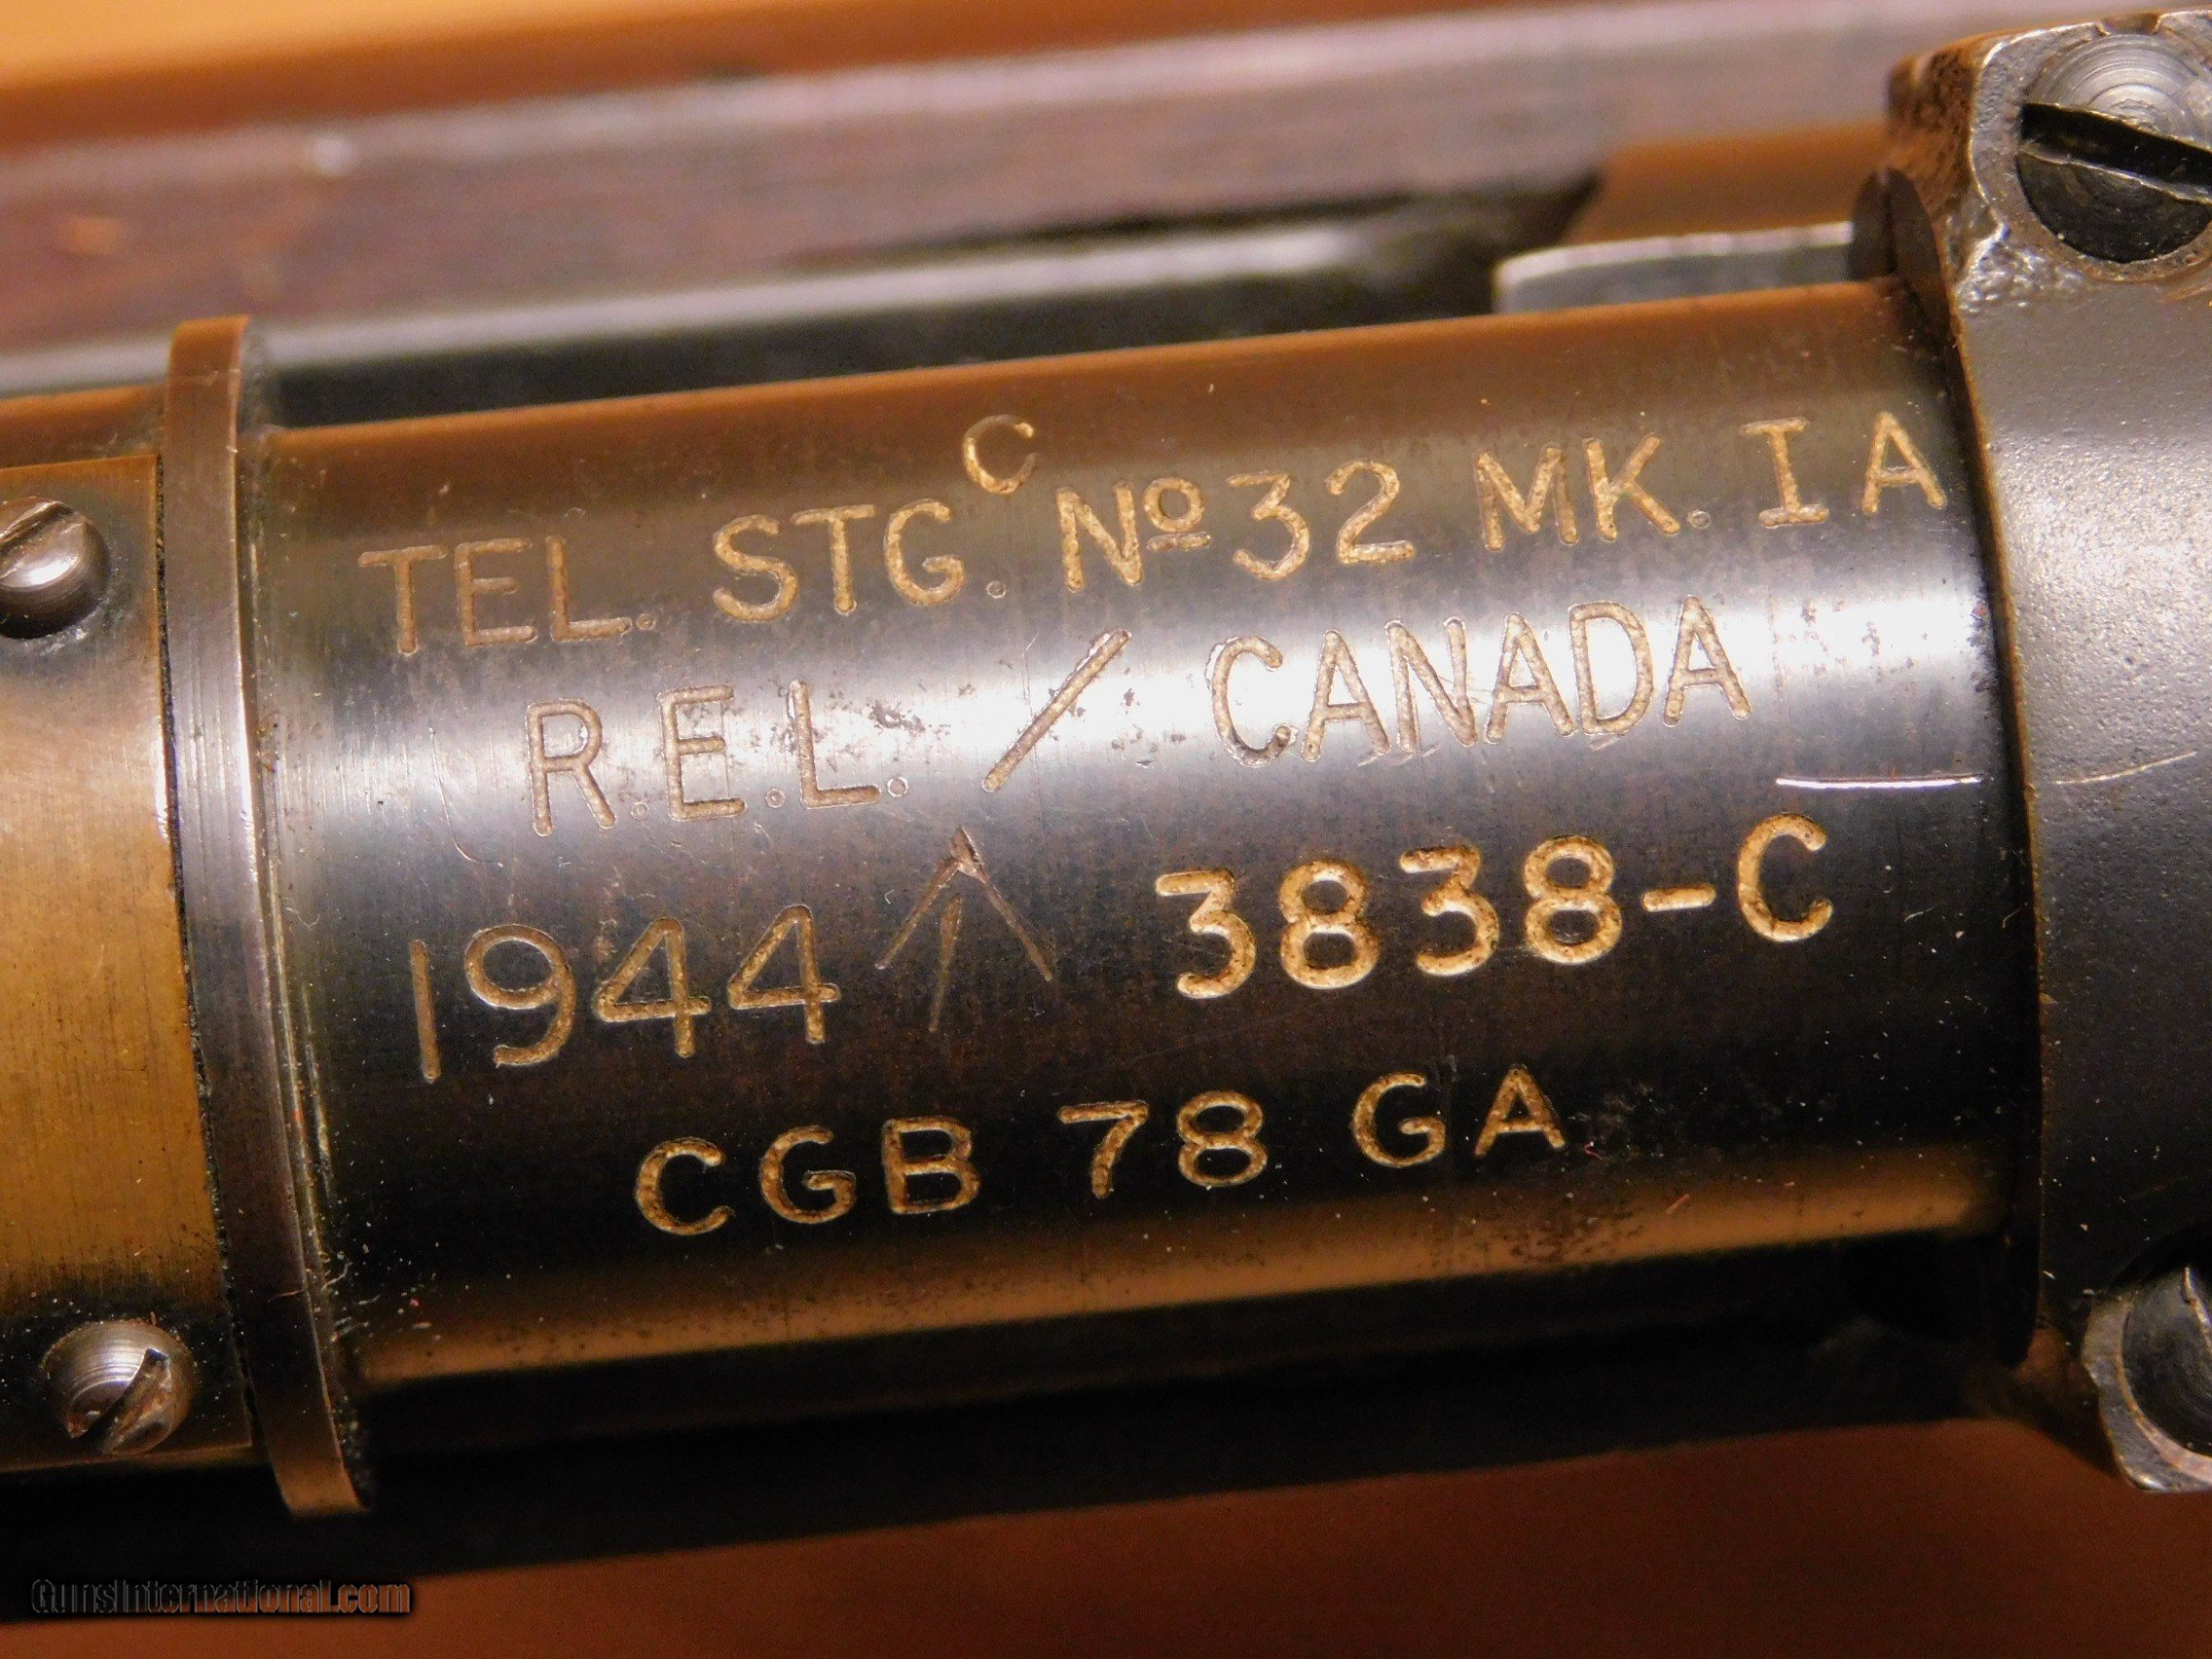 TEL. STG.ᶜ Nº 32 MK. I A
R.E.L. / CANADA
1944 3838-C
CGB 78 GA
GunsInternational.com